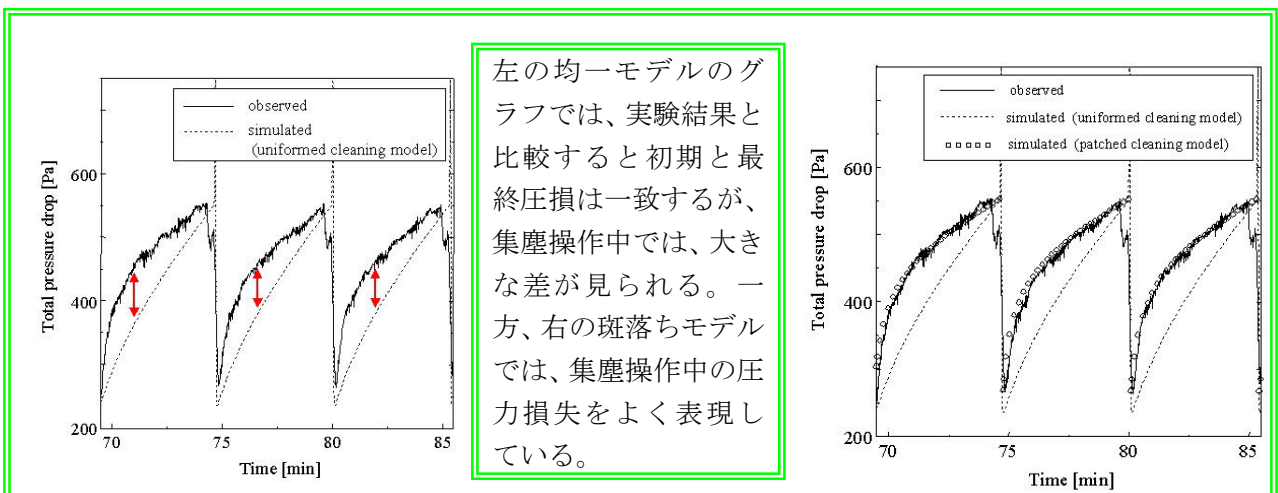 observed
simulated
(uniformed cleaning model)
Total pressure drop [Pa]
600
400
200
70
75
80
85
Time [min]
左の均一モデルのグ
ラフでは、実験結果と
比較すると初期と最
終圧損は一致するが、
集塵操作中では、大き
な差が見られる。一
方、右の斑落ちモデル
では、集塵操作中の圧
力損失をよく表現し
ている。
observed
simulated (uniformed cleaning model)
simulated (patched cleaning model)
Total pressure drop [Pa]
600
400
200
70
75
80
85
Time [min]